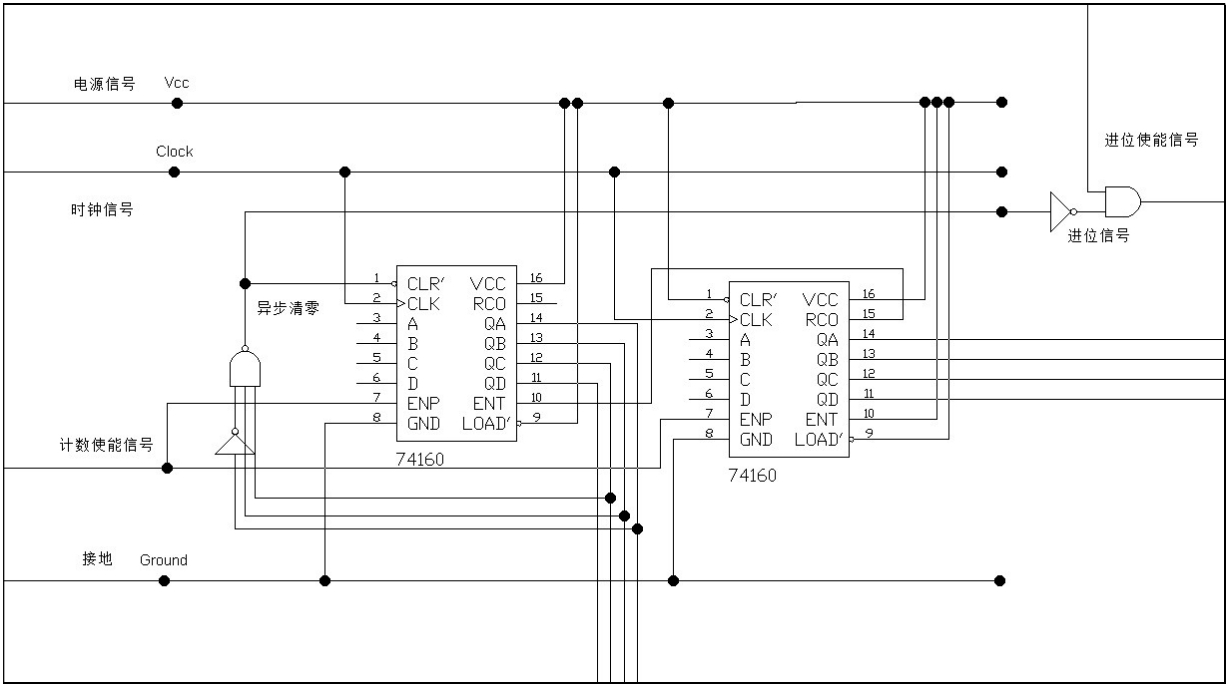 电源信号 Vcc
进位使能信号
Clock
时钟信号
进位信号
异步清零
1 CLR' VCC 16
2 CLK RCO 15
3 A QA 14
4 B QB 13
5 C QC 12
6 D QD 11
7 ENP ENT 10
8 GND LOAD' 9
74160
1 CLR' VCC 16
2 CLK RCO 15
3 A QA 14
4 B QB 13
5 C QC 12
6 D QD 11
7 ENP ENT 10
8 GND LOAD' 9
74160
计数使能信号
接地 Ground